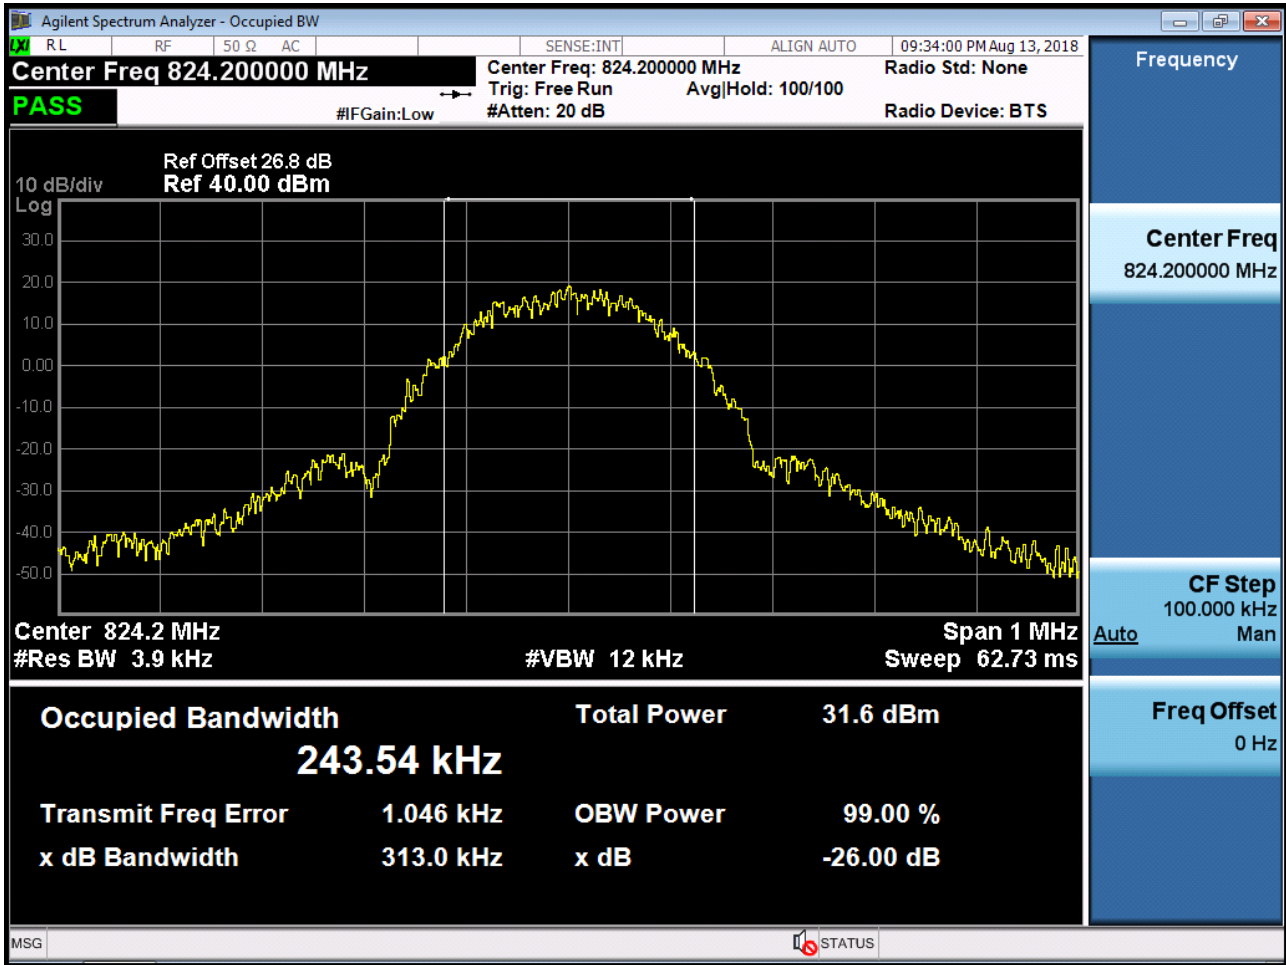 Agilent Spectrum Analyzer - Occupied BW
LXI RL RF 50 Ω AC SENSE:INT ALIGN AUTO 09:34:00 PM Aug 13, 2018
Center Freq 824.200000 MHz
PASS
#IFGain:Low
Center Freq: 824.200000 MHz
Trig: Free Run Avg|Hold: 100/100
#Atten: 20 dB
Radio Std: None
Radio Device: BTS
Ref Offset 26.8 dB
10 dB/div Ref 40.00 dBm
Log
30.0
20.0
10.0
0.00
-10.0
-20.0
-30.0
-40.0
-50.0
Center 824.2 MHz Span 1 MHz
#Res BW 3.9 kHz #VBW 12 kHz Sweep 62.73 ms
Occupied Bandwidth Total Power 31.6 dBm
243.54 kHz
Transmit Freq Error 1.046 kHz OBW Power 99.00 %
x dB Bandwidth 313.0 kHz x dB -26.00 dB
Frequency
Center Freq
824.200000 MHz
CF Step
100.000 kHz
Auto Man
Freq Offset
0 Hz
MSG STATUS